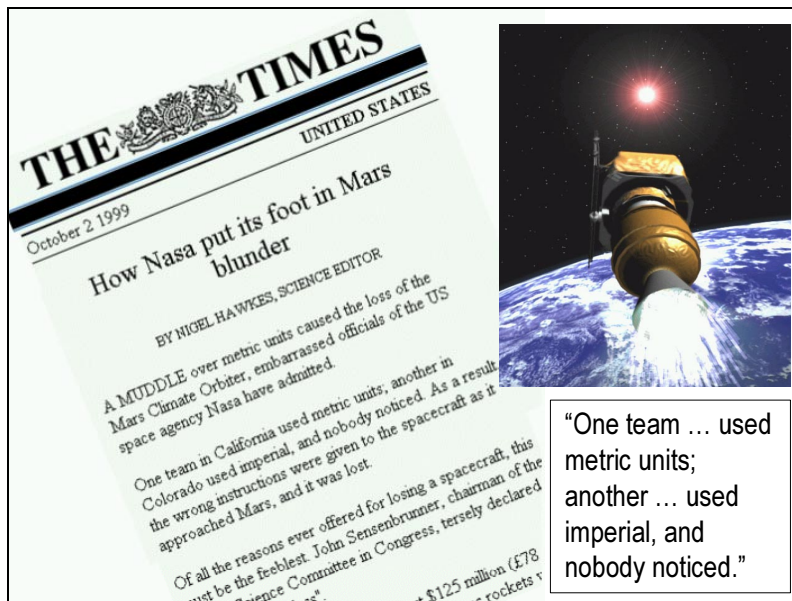 THE TIMES
UNITED STATES
October 2 1999
How Nasa put its foot in Mars
blunder
BY NIGEL HAWKES, SCIENCE EDITOR
A MUDDLE over metric units caused the loss of the
Mars Climate Orbiter, embarrassed officials of the US
space agency Nasa have admitted.
One team in California used metric units; another in
Colorado used imperial, and nobody noticed. As a result,
the wrong instructions were given to the spacecraft as it
approached Mars, and it was lost.
Of all the reasons ever offered for losing a spacecraft, this
must be the feeblest. John Sensenbrunner, chairman of the
Science Committee in Congress, tersely declared
$125 million (£78
rockets
“One team … used
metric units;
another … used
imperial, and
nobody noticed.”